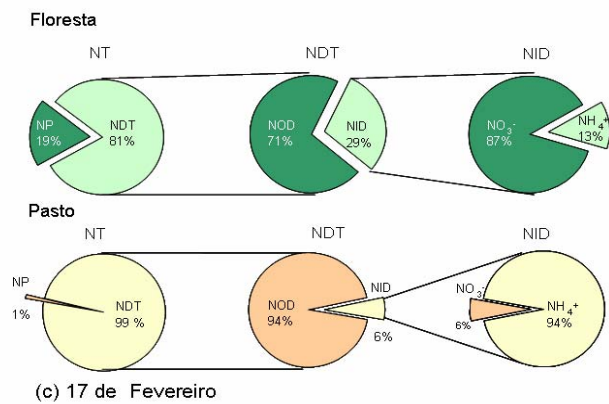 Floresta
NT
NDT
NID
NP
19%
NDT
81%
NOD
71%
NID
29%
NO₃⁻
87%
NH₄⁺
13%
Pasto
NT
NDT
NID
NP
1%
NDT
99 %
NOD
94%
NID
6%
NO₃⁻
6%
NH₄⁺
94%
(c) 17 de Fevereiro